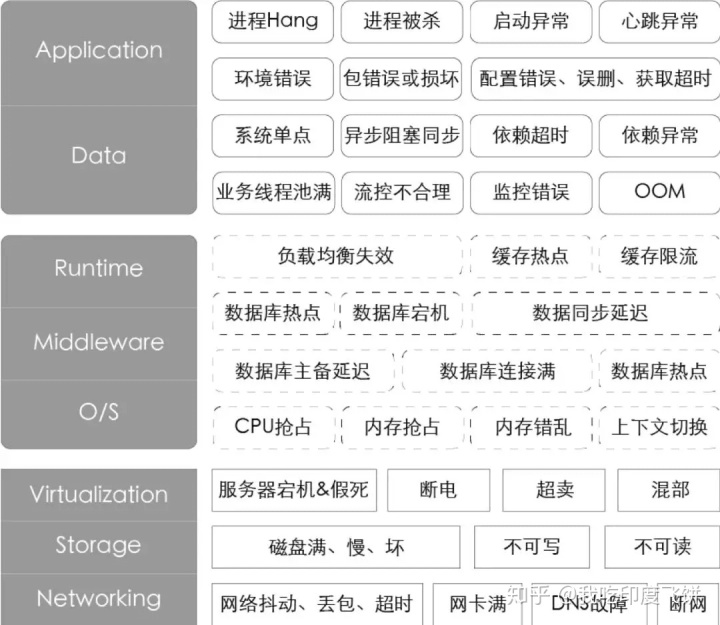 Application
Data
进程Hang 进程被杀 启动异常 心跳异常
环境错误 包错误或损坏 配置错误、误删、获取超时
系统单点 异步阻塞同步 依赖超时 依赖异常
业务线程池满 流控不合理 监控错误 OOM
Runtime
Middleware
O/S
负载均衡失效 缓存热点 缓存限流
数据库热点 数据库宕机 数据同步延迟
数据库主备延迟 数据库连接满 数据库热点
CPU抢占 内存抢占 内存错乱 上下文切换
Virtualization 服务器宕机&假死 断电 超卖 混部
Storage 磁盘满、慢、坏 不可写 不可读
Networking 网络抖动、丢包、超时 网卡满 DNS故障 断网
知乎 @我吃印度飞饼